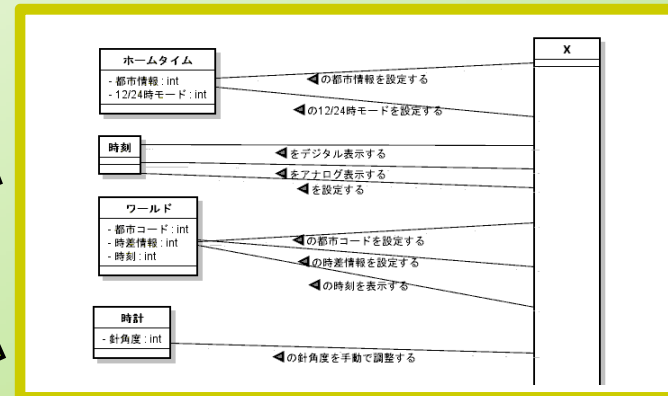 X
ホームタイム
- 都市情報 : int
- 12/24時モード : int
の都市情報を設定する
の12/24時モードを設定する
時刻
をデジタル表示する
をアナログ表示する
を設定する
ワールド
- 都市コード : int
- 時差情報 : int
- 時刻 : int
の都市コードを設定する
の時差情報を設定する
の時刻を表示する
時計
- 針角度 : int
の針角度を手動で調整する